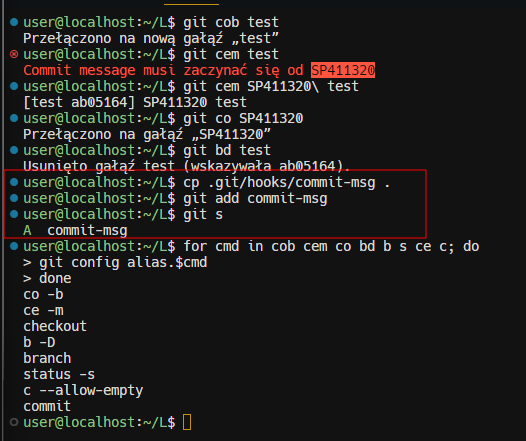 user@localhost:~/L$ git cob test
Przełączono na nową gałąź „test”
user@localhost:~/L$ git cem test
Commit message musi zaczynać się od SP411320
user@localhost:~/L$ git cem SP411320\ test
[test ab05164] SP411320 test
user@localhost:~/L$ git co SP411320
Przełączono na gałąź „SP411320”
user@localhost:~/L$ git bd test
Usunięto gałąź test (wskazywała ab05164).
user@localhost:~/L$ cp .git/hooks/commit-msg .
user@localhost:~/L$ git add commit-msg
user@localhost:~/L$ git s
A  commit-msg
user@localhost:~/L$ for cmd in cob cem co bd b s ce c; do
> git config alias.$cmd
> done
co -b
ce -m
checkout
b -D
branch
status -s
c --allow-empty
commit
user@localhost:~/L$